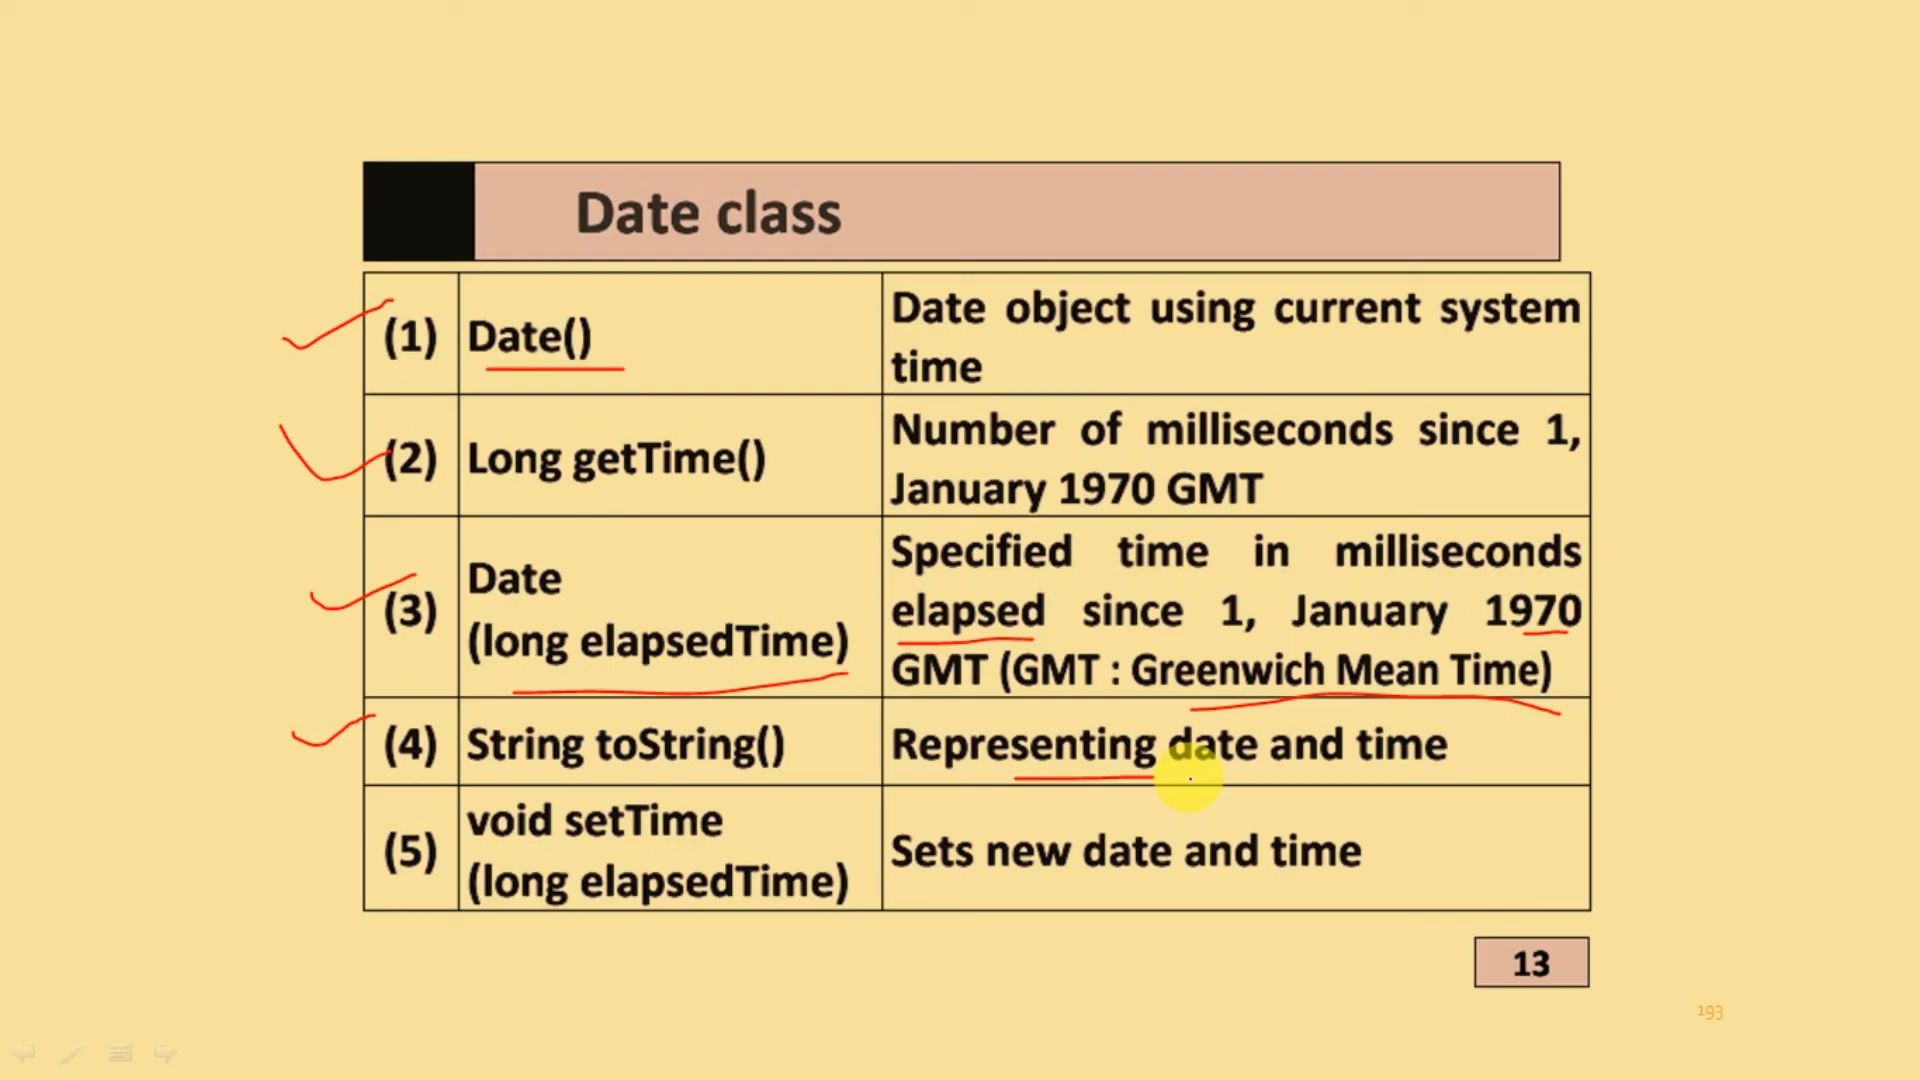 Date class
(1) Date() Date object using current system
time
(2) Long getTime() Number of milliseconds since 1,
January 1970 GMT
(3) Date
(long elapsedTime) Specified time in milliseconds
elapsed since 1, January 1970
GMT (GMT : Greenwich Mean Time)
(4) String toString() Representing date and time
(5) void setTime
(long elapsedTime) Sets new date and time
13
193